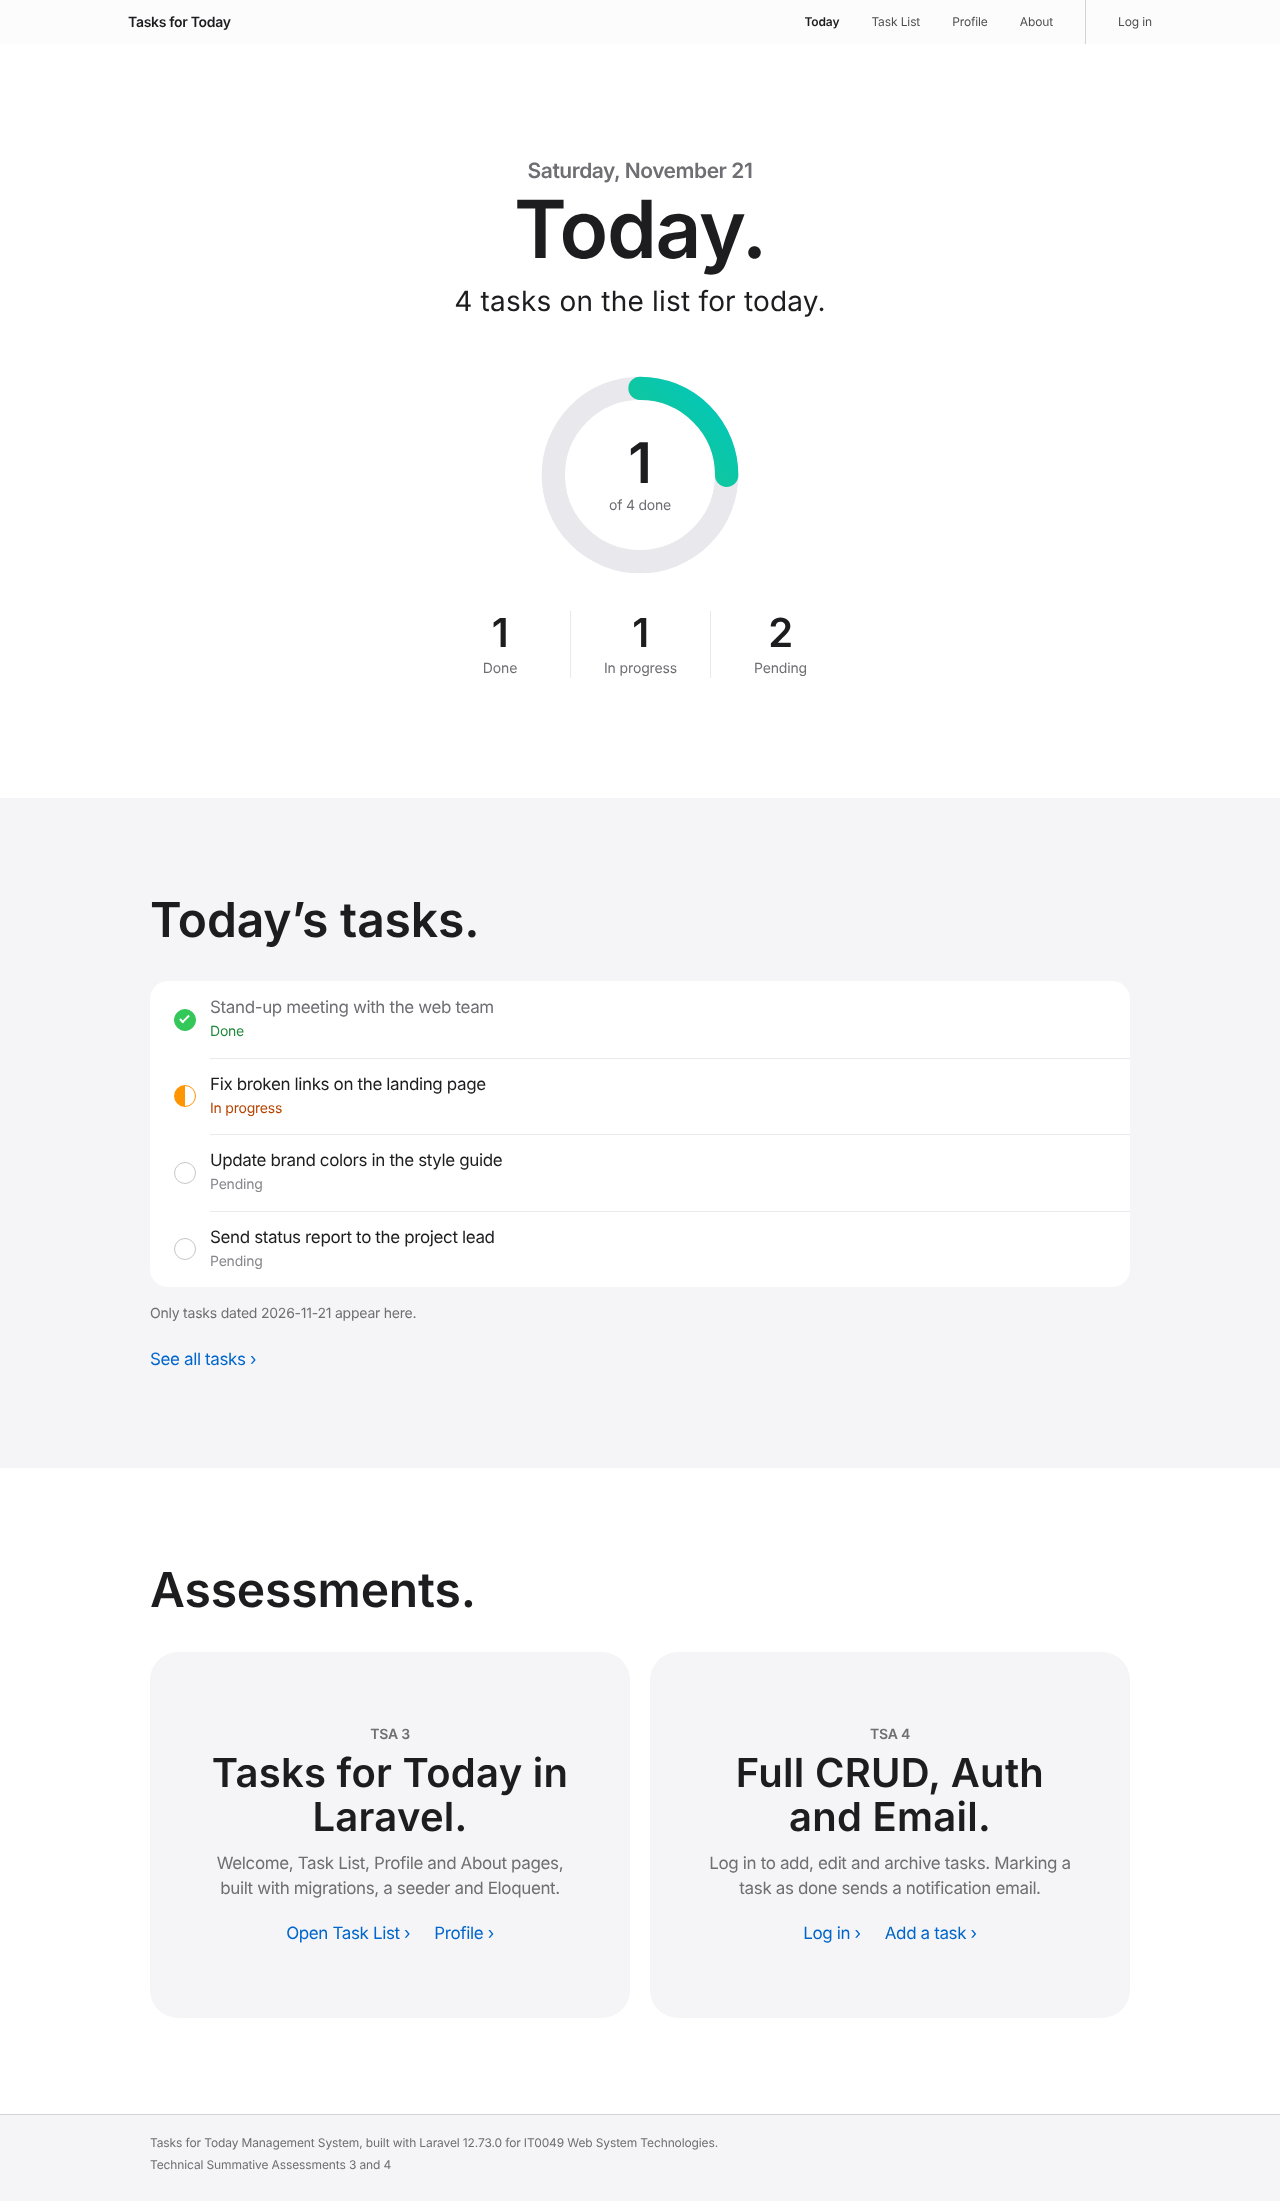 Tasks for Today
Today
Task List
Profile
About
Log in
Saturday, November 21
Today.
4 tasks on the list for today.
1
of 4 done
1
Done
1
In progress
2
Pending
Today’s tasks.
Stand-up meeting with the web team
Done
Fix broken links on the landing page
In progress
Update brand colors in the style guide
Pending
Send status report to the project lead
Pending
Only tasks dated 2026-11-21 appear here.
See all tasks ›
Assessments.
TSA 3
Tasks for Today in
Laravel.
Welcome, Task List, Profile and About pages,
built with migrations, a seeder and Eloquent.
Open Task List ›
Profile ›
TSA 4
Full CRUD, Auth
and Email.
Log in to add, edit and archive tasks. Marking a
task as done sends a notification email.
Log in ›
Add a task ›
Tasks for Today Management System, built with Laravel 12.73.0 for IT0049 Web System Technologies.
Technical Summative Assessments 3 and 4